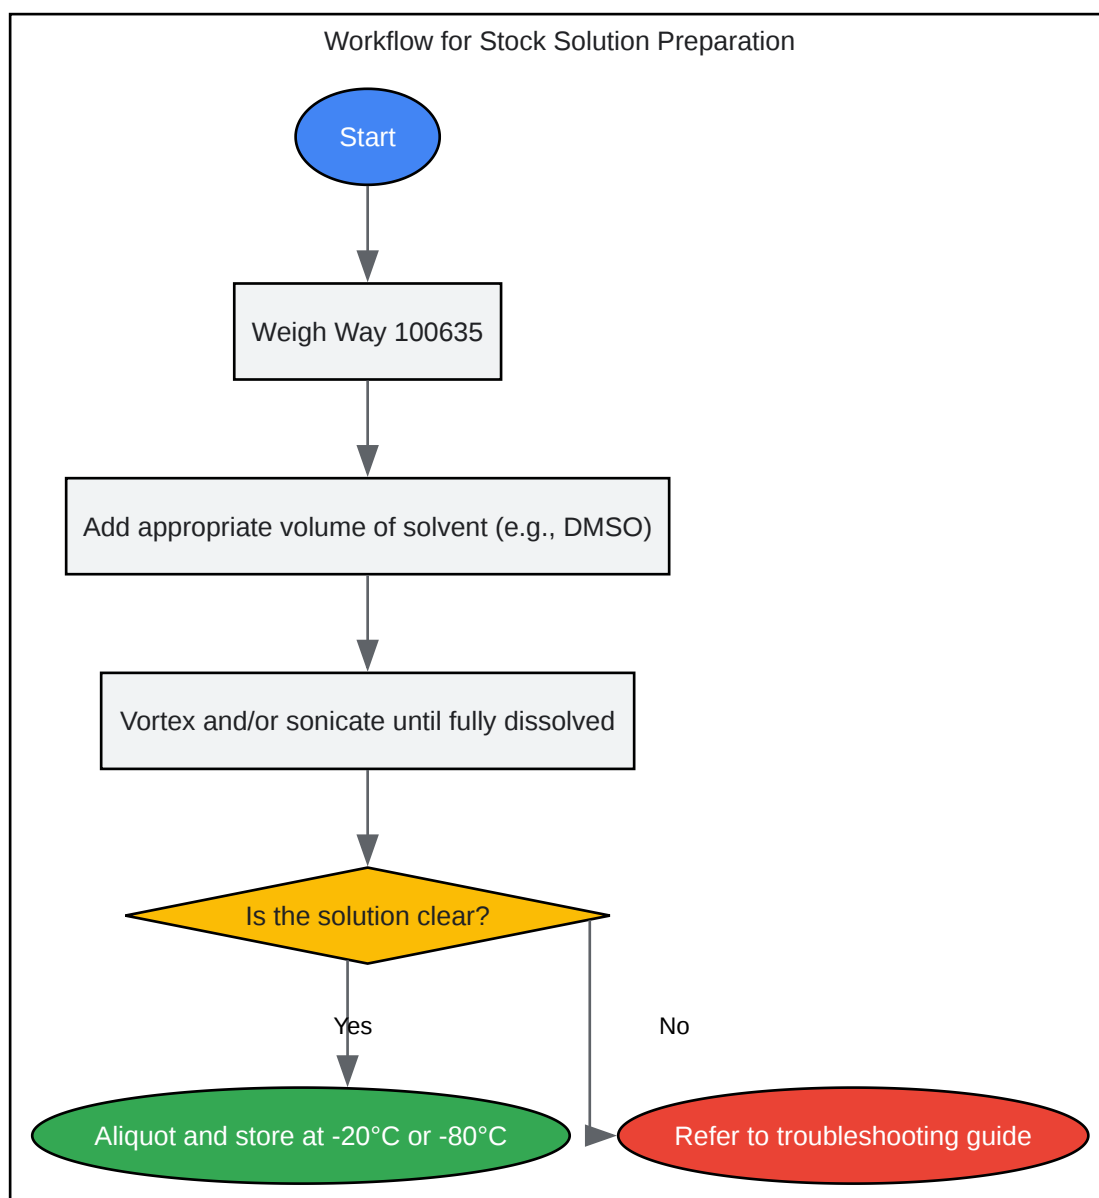 Workflow for Stock Solution Preparation
Start
Weigh Way 100635
Add appropriate volume of solvent (e.g., DMSO)
Vortex and/or sonicate until fully dissolved
Is the solution clear?
Yes
No
Aliquot and store at -20°C or -80°C
Refer to troubleshooting guide